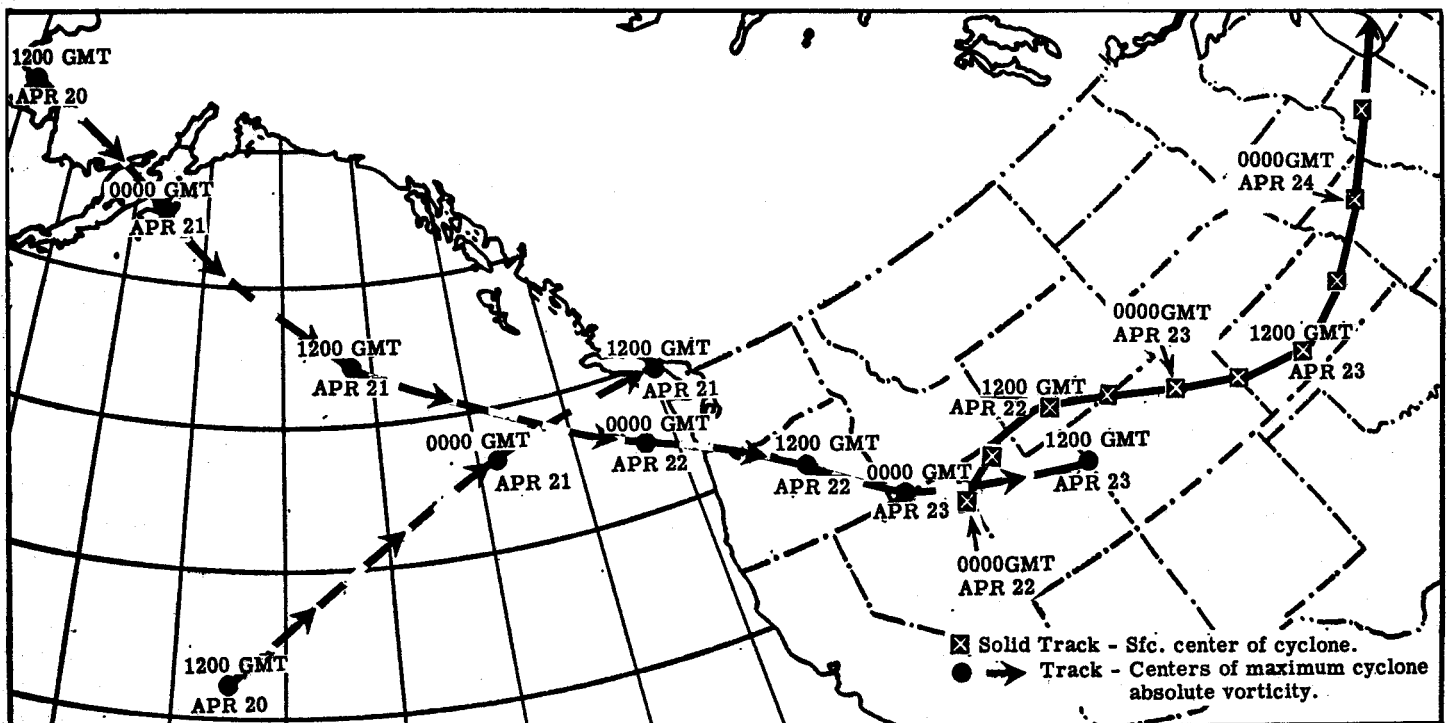 1200 GMT
APR 20
0000 GMT
APR 21
1200 GMT
APR 21
1200 GMT
APR 20
0000 GMT
APR 21
1200 GMT
APR 21
0000 GMT
APR 22
1200 GMT
APR 22
0000 GMT
APR 23
1200 GMT
APR 23
0000GMT
APR 22
1200 GMT
APR 22
0000GMT
APR 23
1200 GMT
APR 23
0000GMT
APR 24
Solid Track - Sfc. center of cyclone.
Track - Centers of maximum cyclone
absolute vorticity.